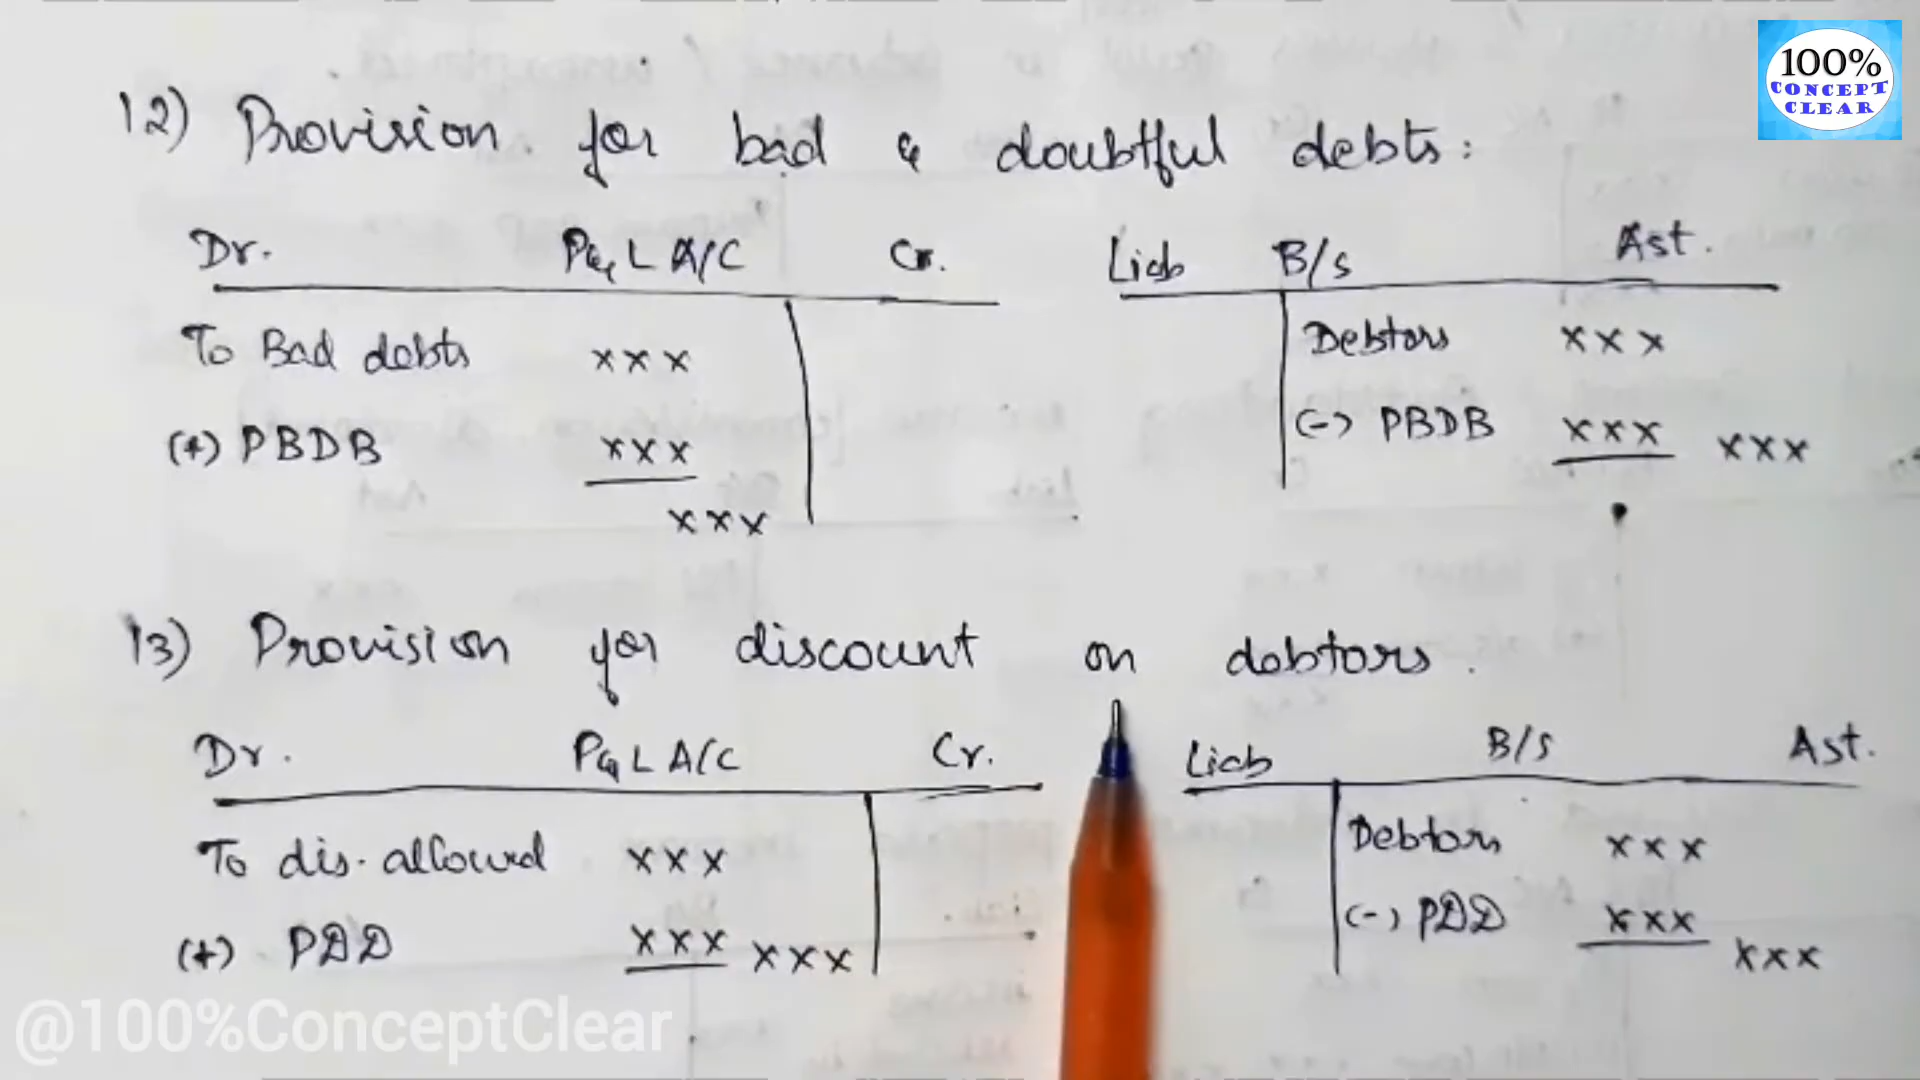 100%
CONCEPT
CLEAR
12) Provision for bad & doubtful debts:
Dr. P&L A/C Cr.
To Bad debts xxx
(+) PBDB xxx
xxx
Liab B/s Ast.
Debtors xxx
(-) PBDB xxx xxx
13) Provision for discount on debtors.
Dr. P&L A/C Cr.
To dis. allowed xxx
(+) PDD xxx xxx
Liab B/S Ast.
Debtors xxx
(-) PDD xxx xxx
@100%ConceptClear